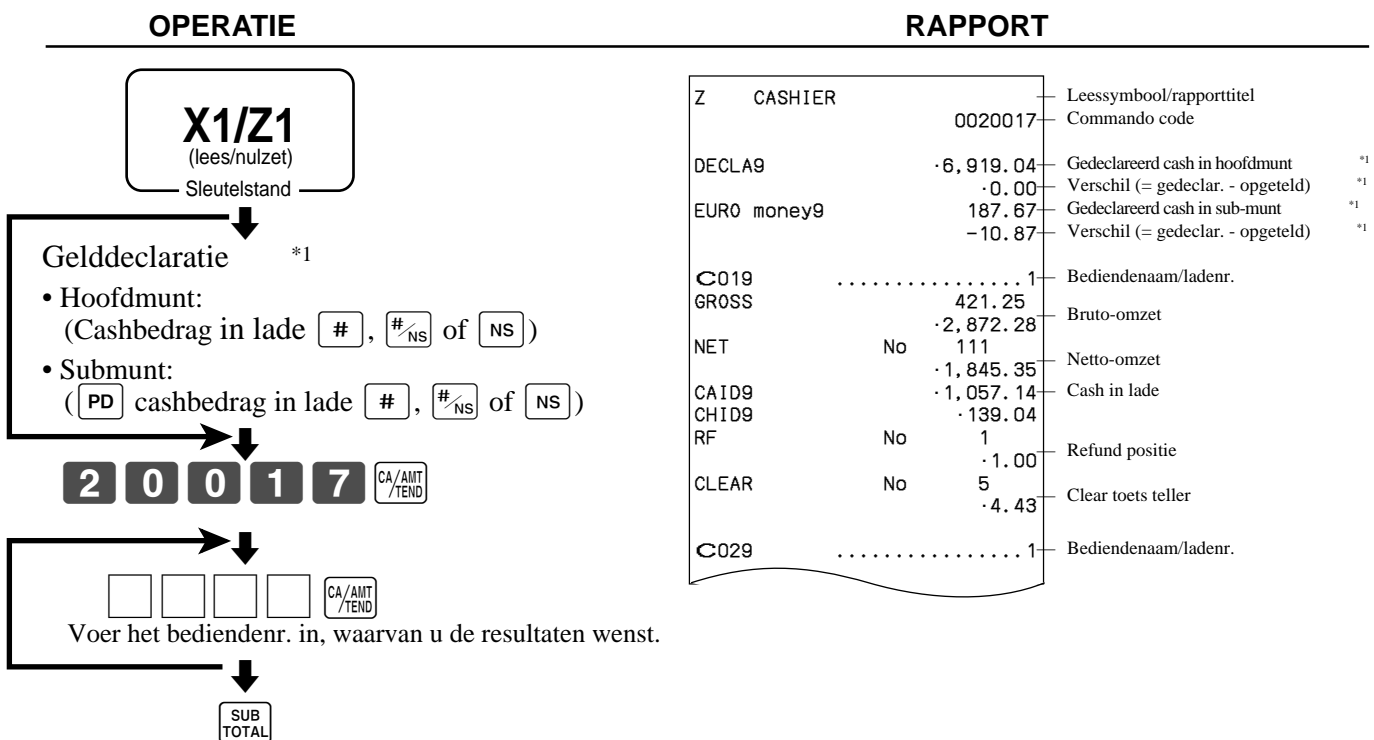 OPERATIE
RAPPORT
X1/Z1
(lees/nulzet)
Sleutelstand
Gelddeclaratie *1
• Hoofdmunt:
(Cashbedrag in lade #, #/NS of NS)
• Submunt:
(PD cashbedrag in lade #, #/NS of NS)
2 0 0 1 7 CA/AMT/TEND
CA/AMT/TEND
Voer het bediendenr. in, waarvan u de resultaten wenst.
SUB
TOTAL
Z CASHIER Leessymbool/rapporttitel
0020017 Commando code
DECLA9 ·6,919.04 Gedeclareerd cash in hoofdmunt *1
·0.00 Verschil (= gedeclar. - opgeteld) *1
EURO money9 187.67 Gedeclareerd cash in sub-munt *1
-10.87 Verschil (= gedeclar. - opgeteld) *1
C019 .................1 Bediendenaam/ladenr.
GROSS 421.25
·2,872.28 Bruto-omzet
NET No 111
·1,845.35 Netto-omzet
CAID9 ·1,057.14 Cash in lade
CHID9 ·139.04
RF No 1
·1.00 Refund positie
CLEAR No 5
·4.43 Clear toets teller
C029 .................1 Bediendenaam/ladenr.